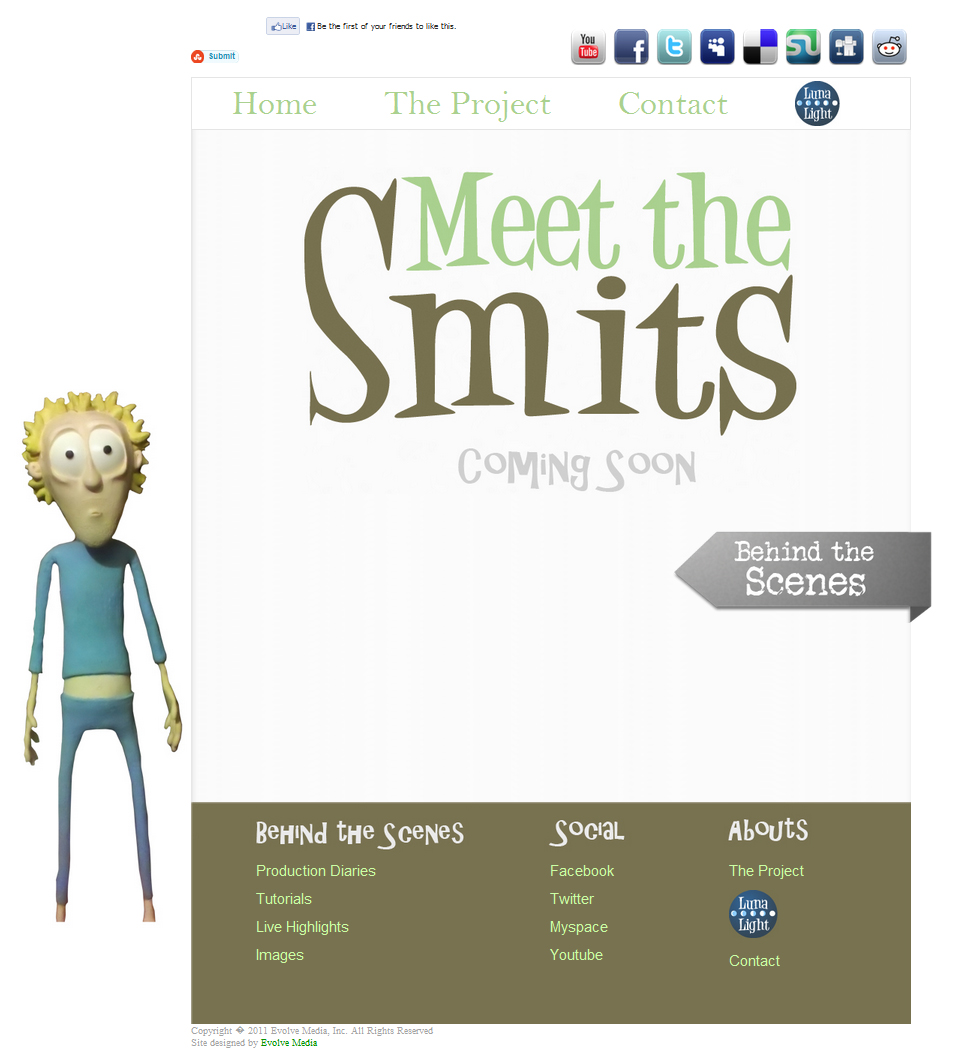 Like Be the first of your friends to like this.
You Tube
Submit
Home The Project Contact Luna Light
Meet the
Smits
Coming Soon
Behind the
Scenes
Behind the Scenes
Production Diaries
Tutorials
Live Highlights
Images
Social
Facebook
Twitter
Myspace
Youtube
Abouts
The Project
Luna
Light
Contact
Copyright � 2011 Evolve Media, Inc. All Rights Reserved
Site designed by Evolve Media